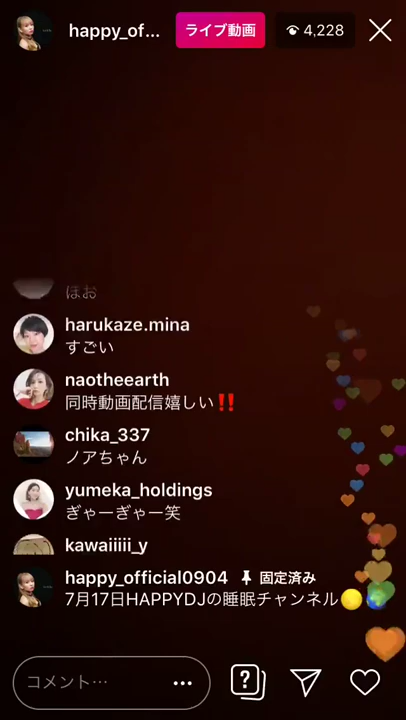 happy_of...
ライブ動画
4,228
ほお
harukaze.mina
すごい
naotheearth
同時動画配信嬉しい‼️
chika_337
ノアちゃん
yumeka_holdings
ぎゃーぎゃー笑
kawaiiiii_y
happy_official0904 固定済み
7月17日HAPPYDJの睡眠チャンネル
コメント…